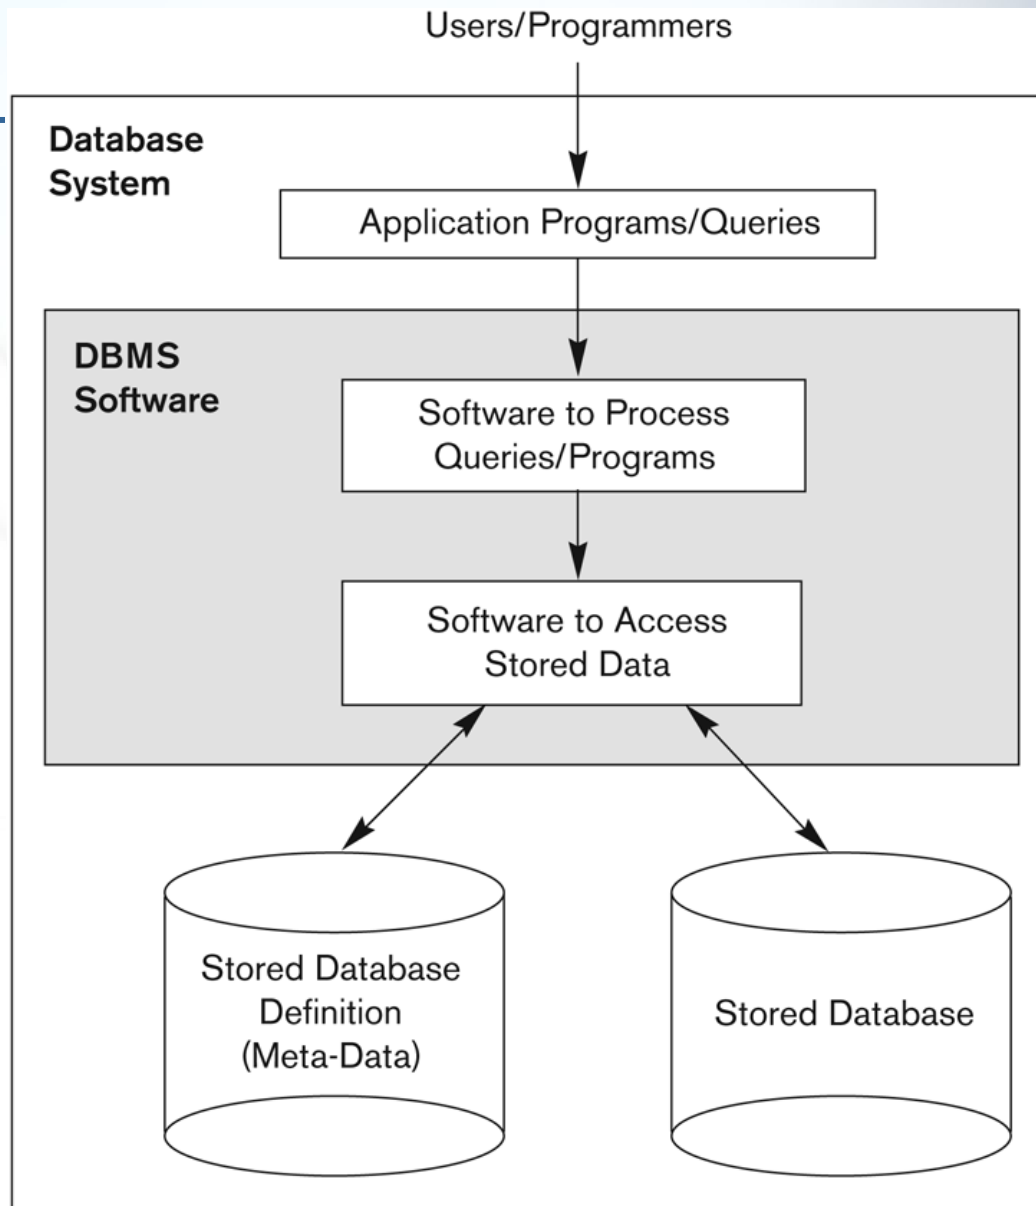 Users/Programmers
Database
System
Application Programs/Queries
DBMS
Software
Software to Process
Queries/Programs
Software to Access
Stored Data
Stored Database
Definition
(Meta-Data)
Stored Database